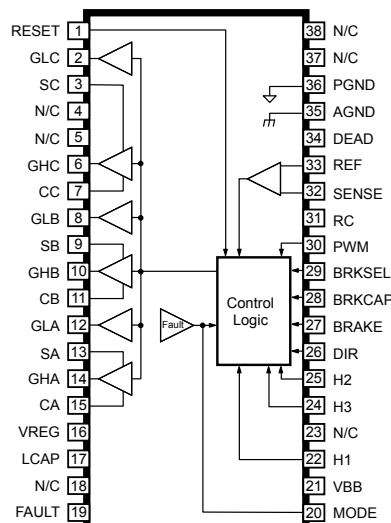 RESET 1
GLC 2
SC 3
N/C 4
N/C 5
GHC 6
CC 7
GLB 8
SB 9
GHB 10
CB 11
GLA 12
SA 13
GHA 14
CA 15
VREG 16
LCAP 17
N/C 18
FAULT 19
Fault
Control
Logic
38 N/C
37 N/C
36 PGND
35 AGND
34 DEAD
33 REF
32 SENSE
31 RC
30 PWM
29 BRKSEL
28 BRKCAP
27 BRAKE
26 DIR
25 H2
24 H3
23 N/C
22 H1
21 VBB
20 MODE